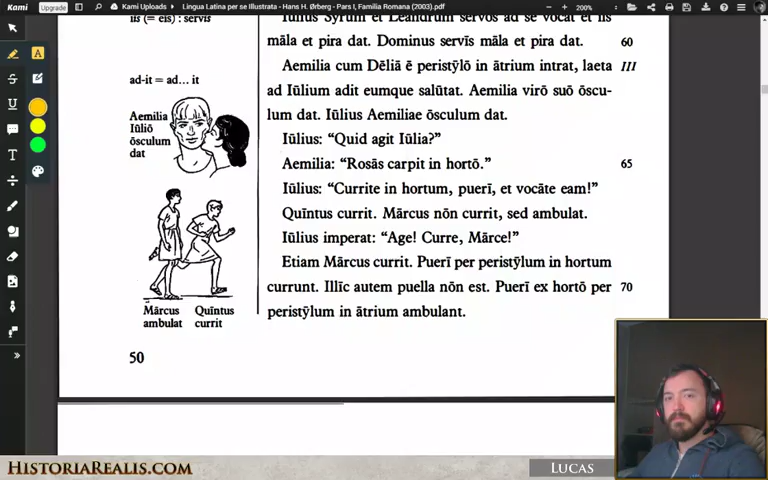 Kami Uploads ▸ Lingua Latina per se Illustrata - Hans H. Ørberg - Pars I, Familia Romana (2003).pdf
Upgrade
200%
iīs (= eīs) : servīs
Iūlius Syrum et Lēandrum servōs ad sē vocat et iīs
māla et pira dat. Dominus servīs māla et pira dat.
60
Aemilia cum Dēliā ē peristȳlō in ātrium intrat, laeta
III
ad-it = ad... it
ad Iūlium adit eumque salūtat. Aemilia virō suō ōscu-
lum dat. Iūlius Aemiliae ōsculum dat.
Aemilia
Iūliō
ōsculum
dat
Iūlius: “Quid agit Iūlia?”
Aemilia: “Rosās carpit in hortō.”
65
Iūlius: “Currite in hortum, puerī, et vocāte eam!”
Quīntus currit. Mārcus nōn currit, sed ambulat.
Iūlius imperat: “Age! Curre, Mārce!”
Etiam Mārcus currit. Puerī per peristȳlum in hortum
currunt. Illīc autem puella nōn est. Puerī ex hortō per
70
peristȳlum in ātrium ambulant.
Mārcus
ambulat
Quīntus
currit
50
HISTORIAREALIS.COM
LUCAS